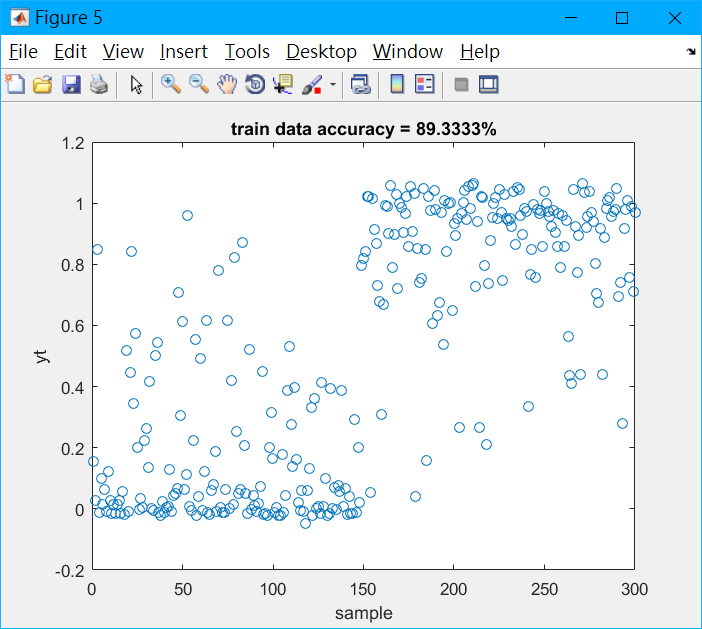 Figure 5
File Edit View Insert Tools Desktop Window Help
train data accuracy = 89.3333%
1.2
1
0.8
0.6
0.4
0.2
0
-0.2
yt
0 50 100 150 200 250 300
sample